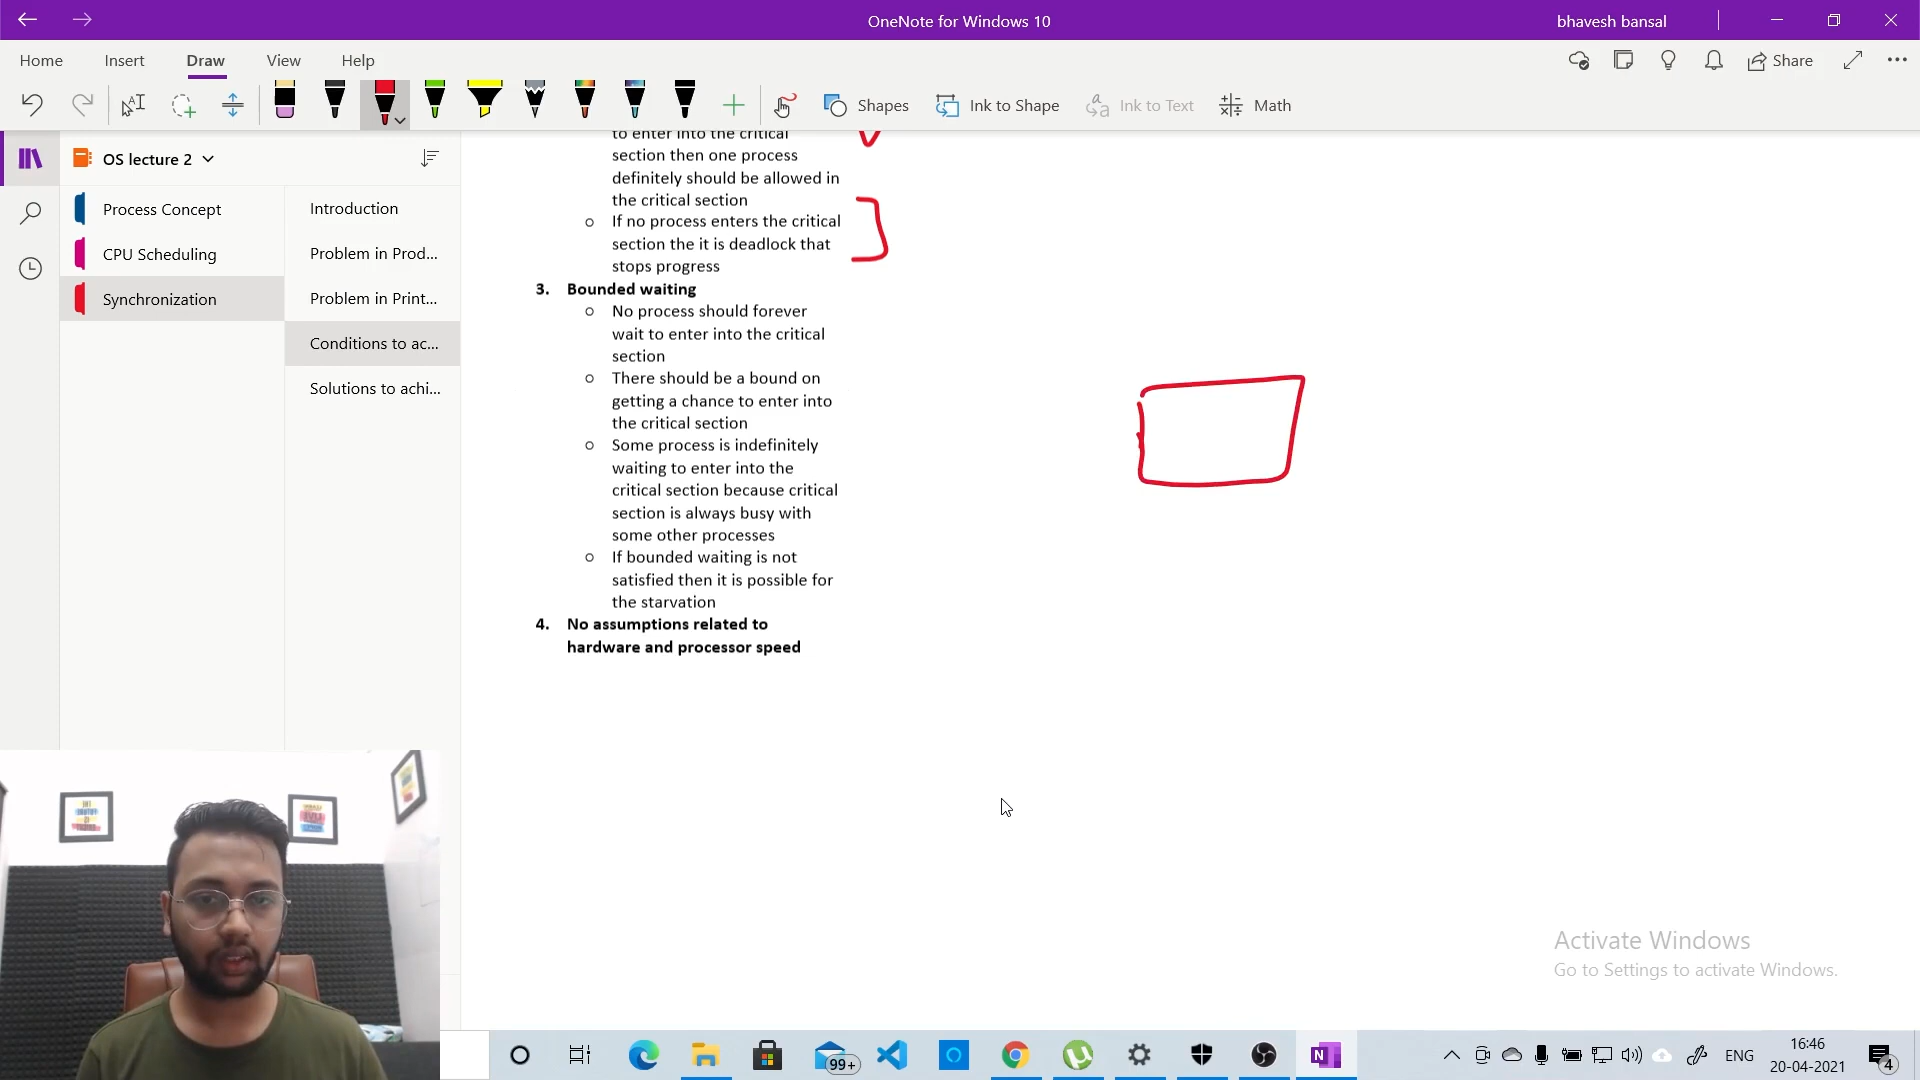 OneNote for Windows 10
bhavesh bansal
Home
Insert
Draw
View
Help
Share
Shapes
Ink to Shape
Ink to Text
Math
OS lecture 2
Process Concept
CPU Scheduling
Synchronization
Introduction
Problem in Prod...
Problem in Print...
Conditions to ac...
Solutions to achi...
to enter into the critical
section then one process
definitely should be allowed in
the critical section
o If no process enters the critical
section the it is deadlock that
stops progress
3. Bounded waiting
o No process should forever
wait to enter into the critical
section
o There should be a bound on
getting a chance to enter into
the critical section
o Some process is indefinitely
waiting to enter into the
critical section because critical
section is always busy with
some other processes
o If bounded waiting is not
satisfied then it is possible for
the starvation
4. No assumptions related to
hardware and processor speed
Activate Windows
Go to Settings to activate Windows.
99+
N
ENG
16:46
20-04-2021
4